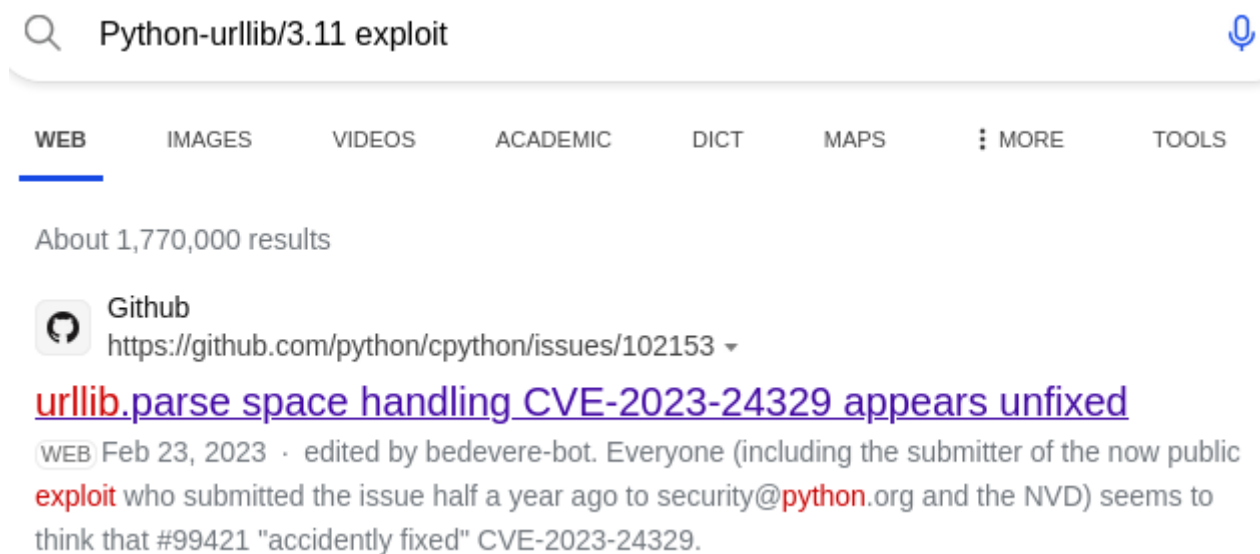 Python-urllib/3.11 exploit
WEB IMAGES VIDEOS ACADEMIC DICT MAPS MORE TOOLS
About 1,770,000 results
Github
https://github.com/python/cpython/issues/102153
urllib.parse space handling CVE-2023-24329 appears unfixed
WEB Feb 23, 2023 · edited by bedevere-bot. Everyone (including the submitter of the now public
exploit who submitted the issue half a year ago to security@python.org and the NVD) seems to
think that #99421 "accidently fixed" CVE-2023-24329.